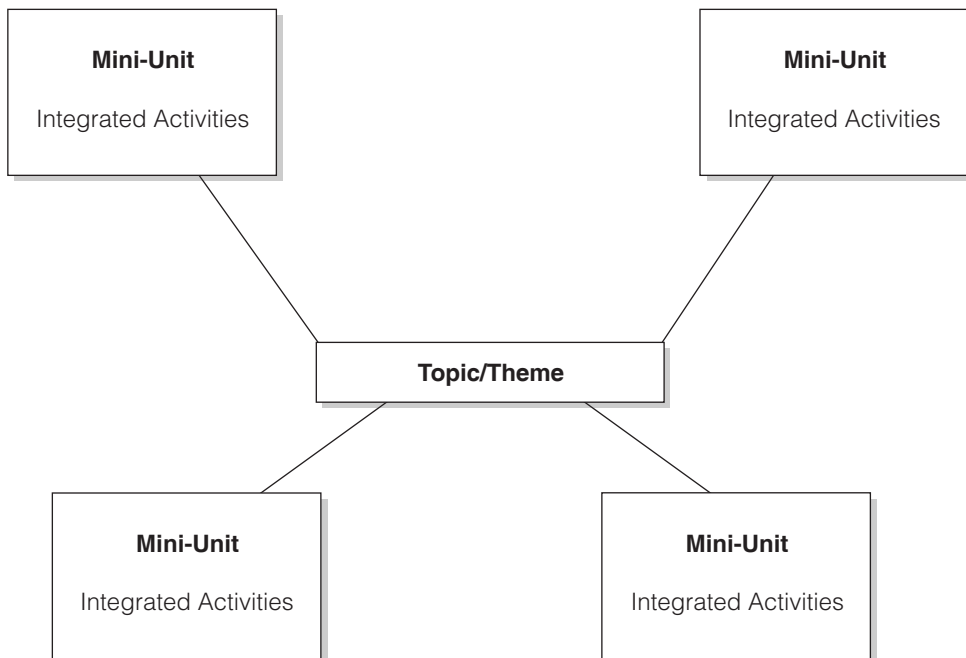 Mini-Unit
Integrated Activities
Mini-Unit
Integrated Activities
Topic/Theme
Mini-Unit
Integrated Activities
Mini-Unit
Integrated Activities